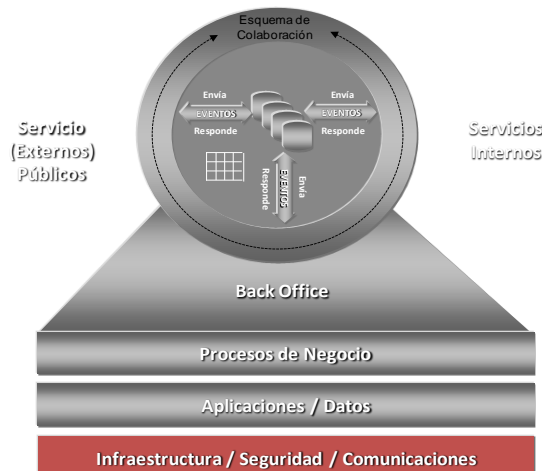 Esquema de
Colaboración
Envía
EVENTOS
Responde
Envía
EVENTOS
Responde
Envía
EVENTOS
Responde
Servicio
(Externos)
Públicos
Servicios
Internos
Back Office
Procesos de Negocio
Aplicaciones / Datos
Infraestructura / Seguridad / Comunicaciones